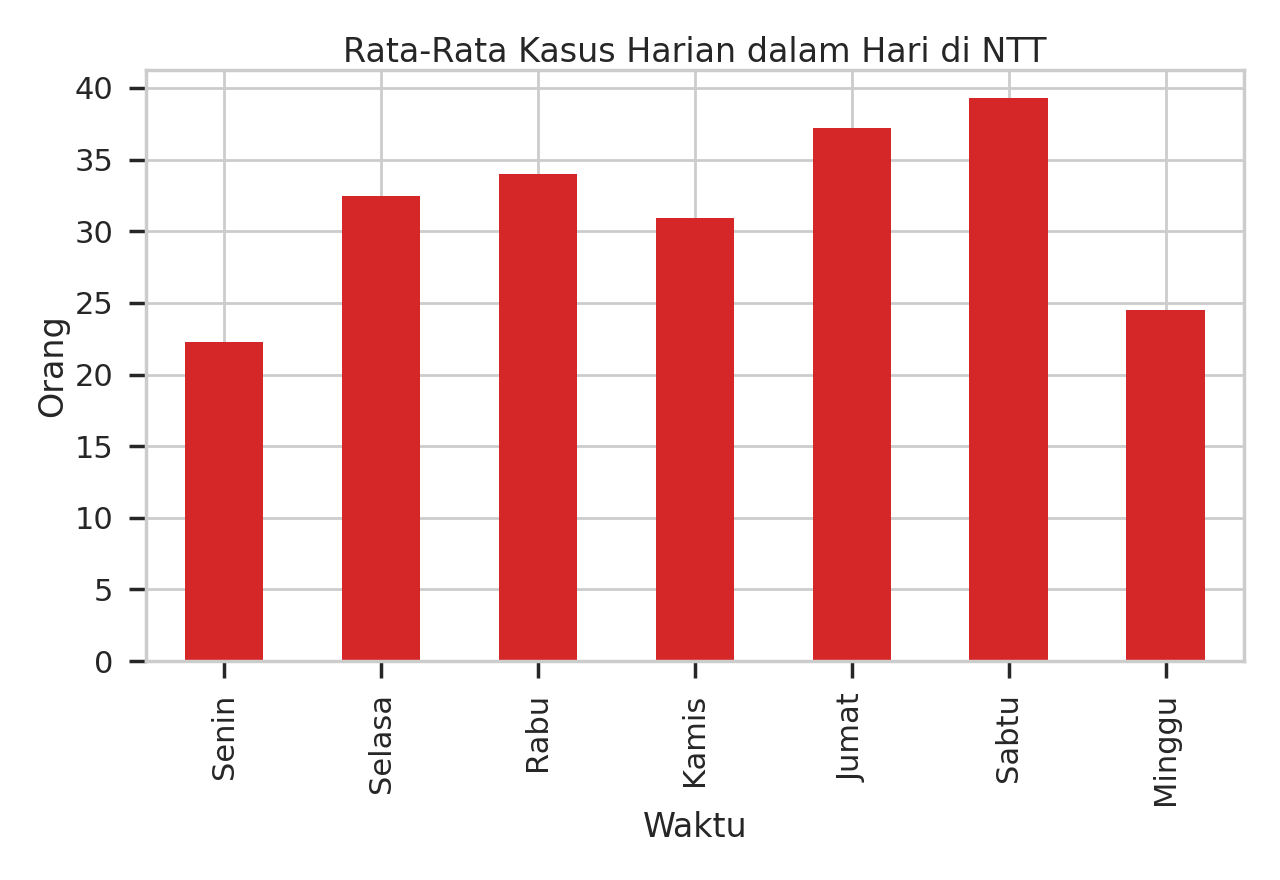 Rata-Rata Kasus Harian dalam Hari di NTT
Orang
40
35
30
25
20
15
10
5
0
Senin
Selasa
Rabu
Kamis
Jumat
Sabtu
Minggu
Waktu